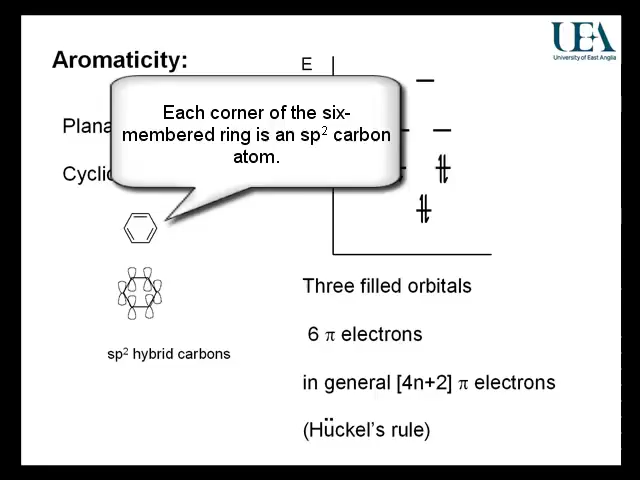 Aromaticity:
E
UEA
University of East Anglia
Each corner of the six-
membered ring is an sp² carbon
atom.
Plana
Cyclic
Three filled orbitals
6 π electrons
sp² hybrid carbons
in general [4n+2] π electrons
(Hückel's rule)